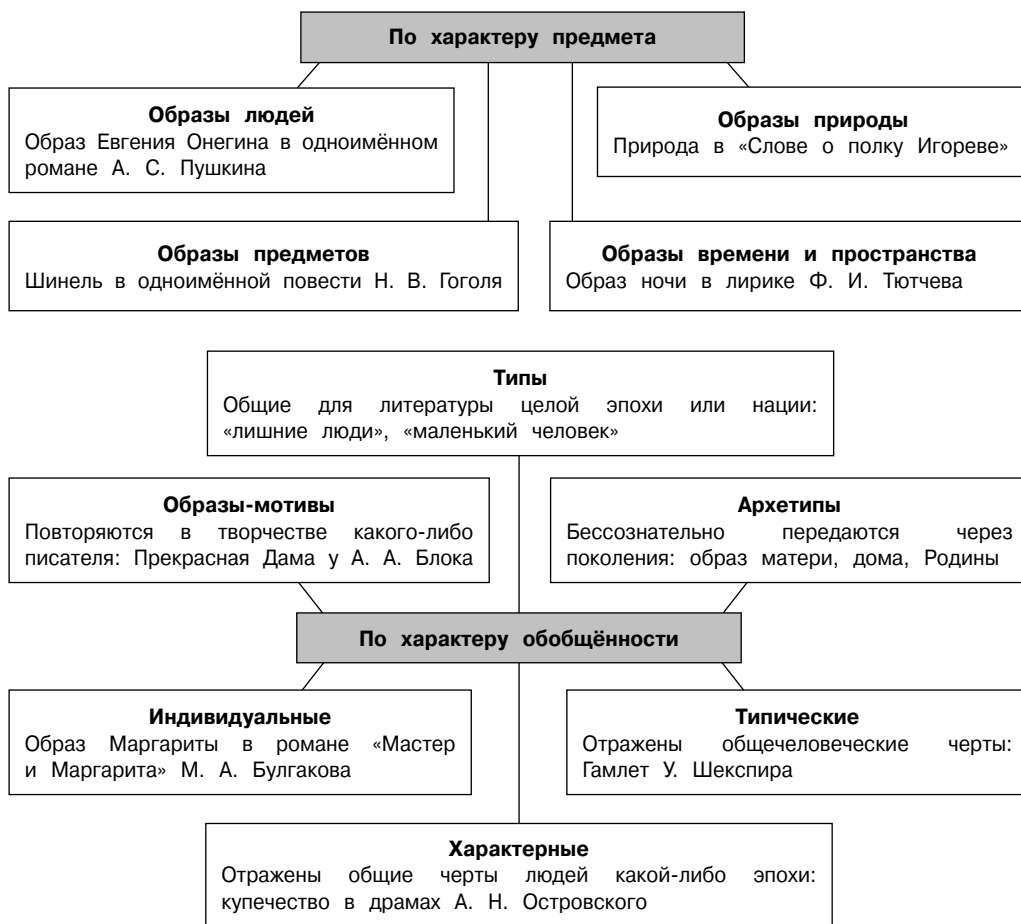 По характеру предмета
Образы людей
Образ Евгения Онегина в одноимённом
романе А. С. Пушкина
Образы природы
Природа в «Слове о полку Игореве»
Образы предметов
Шинель в одноимённой повести Н. В. Гоголя
Образы времени и пространства
Образ ночи в лирике Ф. И. Тютчева
Типы
Общие для литературы целой эпохи или нации:
«лишние люди», «маленький человек»
Образы-мотивы
Повторяются в творчестве какого-либо
писателя: Прекрасная Дама у А. А. Блока
Архетипы
Бессознательно передаются через
поколения: образ матери, дома, Родины
По характеру обобщённости
Индивидуальные
Образ Маргариты в романе «Мастер
и Маргарита» М. А. Булгакова
Типические
Отражены общечеловеческие черты:
Гамлет У. Шекспира
Характерные
Отражены общие черты людей какой-либо эпохи:
купечество в драмах А. Н. Островского